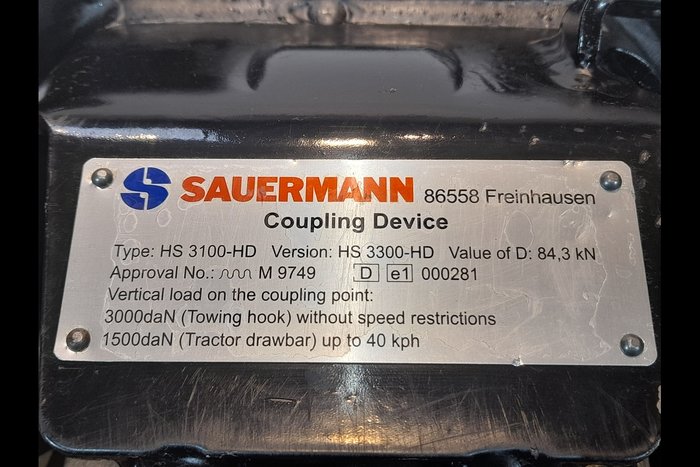 SAUERMANN 86558 Freinhausen
Coupling Device
Type: HS 3100-HD Version: HS 3300-HD Value of D: 84,3 kN
Approval No.: M 9749 D e1 000281
Vertical load on the coupling point:
3000daN (Towing hook) without speed restrictions
1500daN (Tractor drawbar) up to 40 kph